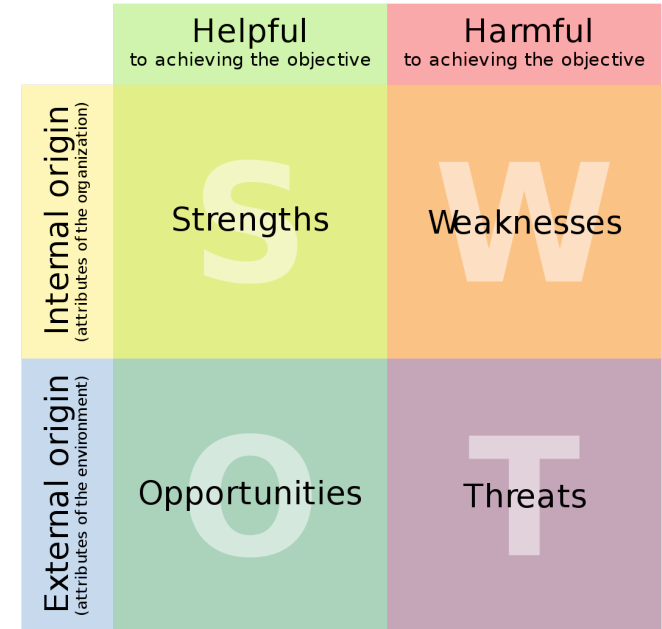 Helpful
to achieving the objective
Harmful
to achieving the objective
Internal origin
(attributes of the organization)
S
Strengths
W
Weaknesses
External origin
(attributes of the environment)
O
Opportunities
T
Threats